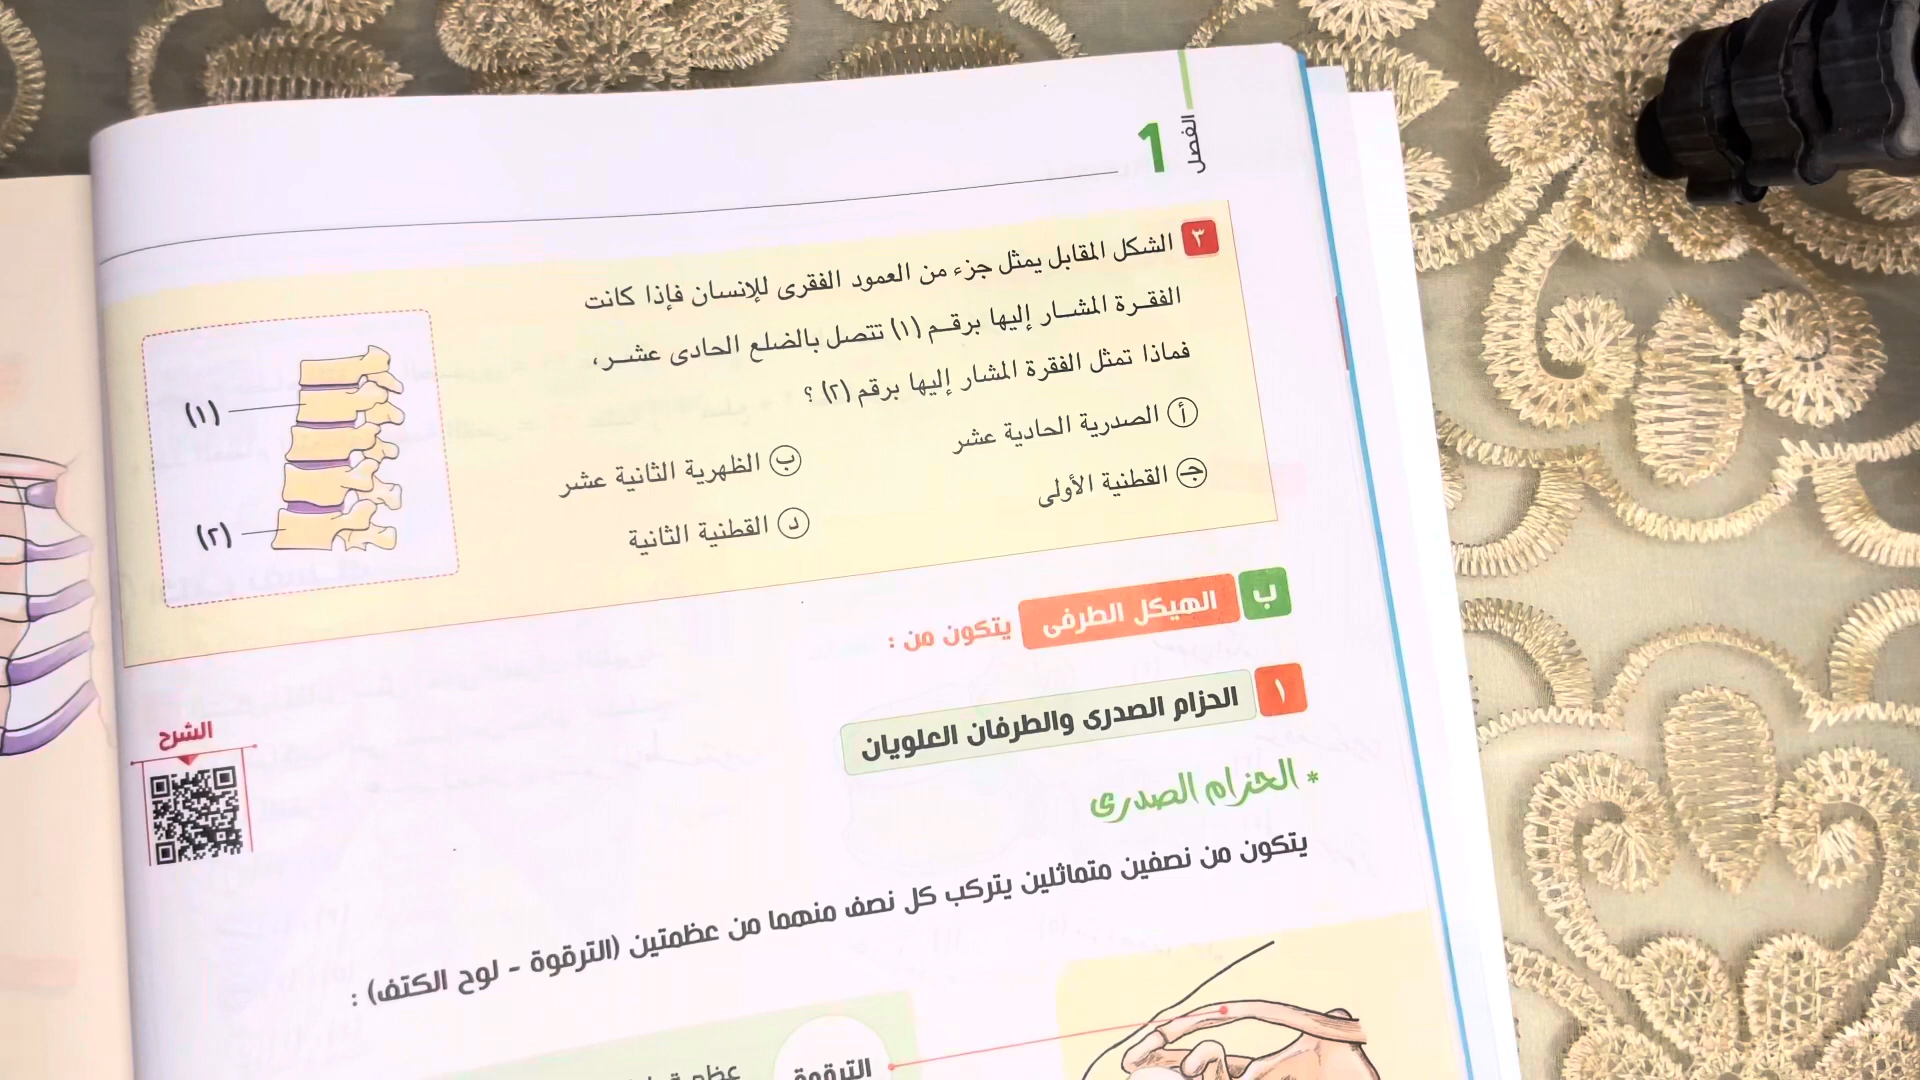 الفصل
1
٣ الشكل المقابل يمثل جزء من العمود الفقرى للإنسان فإذا كانت
الفقرة المشار إليها برقم (١) تتصل بالضلع الحادى عشر،
فماذا تمثل الفقرة المشار إليها برقم (٢) ؟
أ الصدرية الحادية عشر
ب الظهرية الثانية عشر
جـ القطنية الأولى
د القطنية الثانية
(١)
(٢)
ب الهيكل الطرفى يتكون من :
١ الحزام الصدرى والطرفان العلويان
الشرح
* الحزام الصدرى
يتكون من نصفين متماثلين يتركب كل نصف منهما من عظمتين (الترقوة - لوح الكتف) :
الترقوة